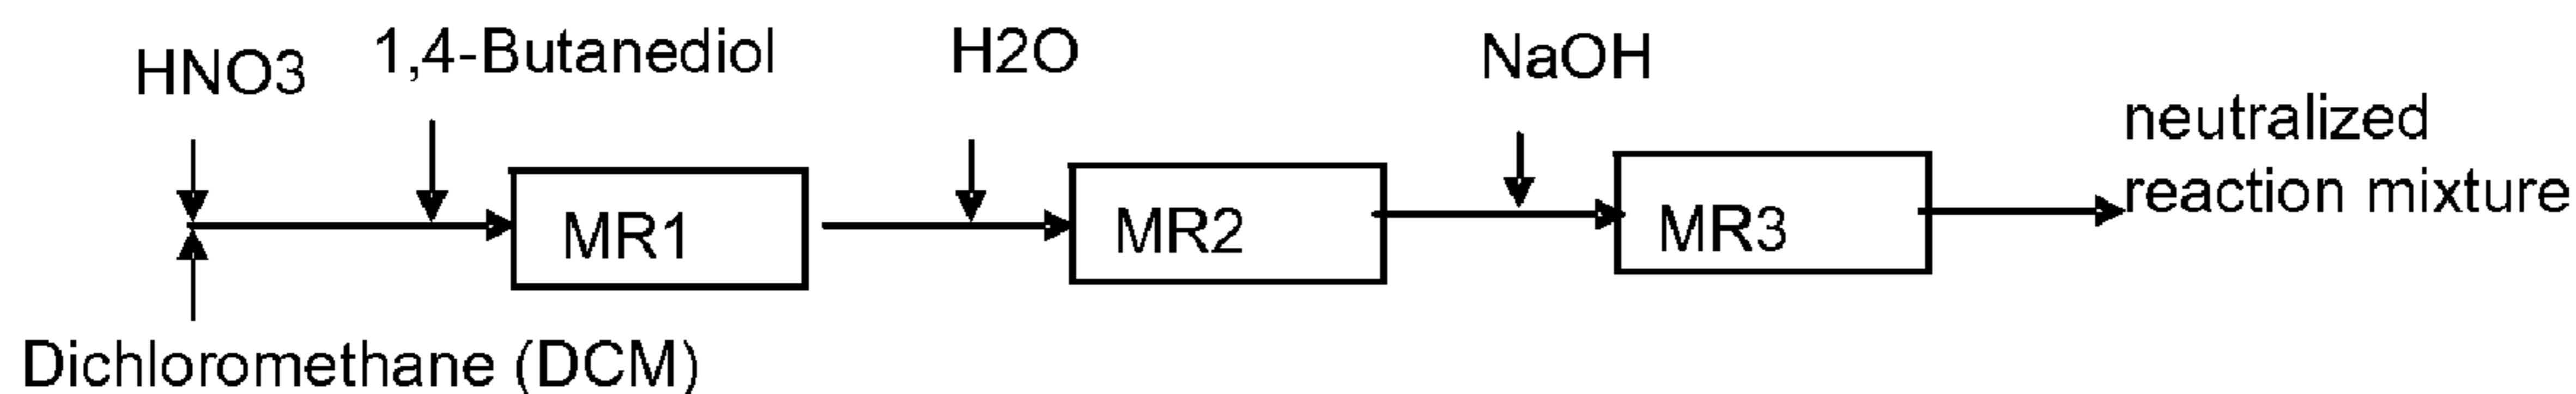 HNO3
1,4-Butanediol
H2O
NaOH
neutralized
reaction mixture
MR1
MR2
MR3
Dichloromethane (DCM)